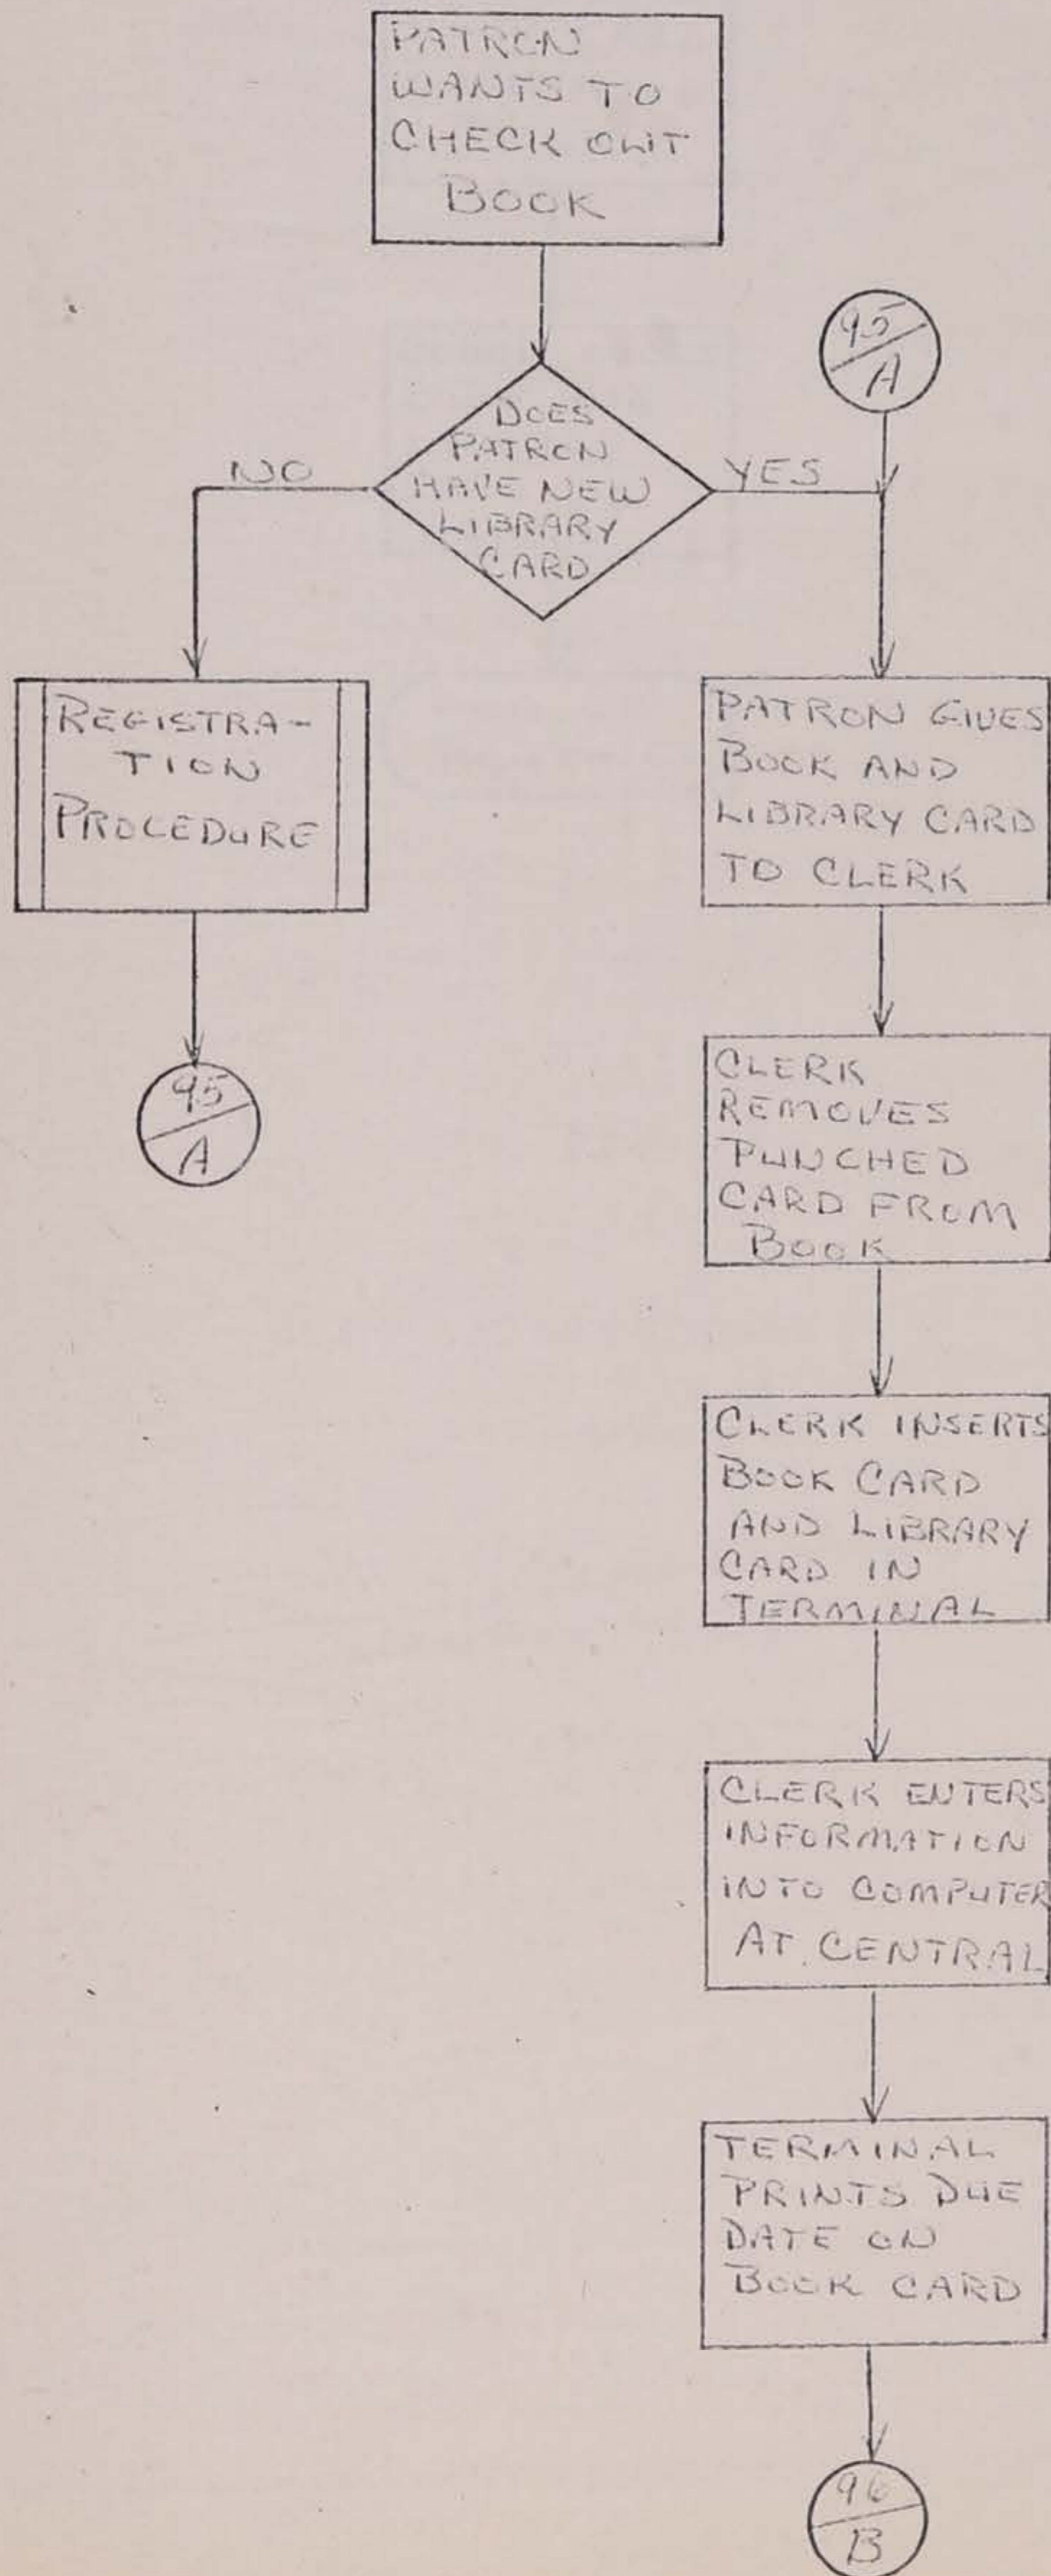 PATRON
WANTS TO
CHECK OUT
BOOK
95
A
DOES
PATRON
HAVE NEW
LIBRARY
CARD
NO
YES
REGISTRA-
TION
PROCEDURE
95
A
PATRON GIVES
BOOK AND
LIBRARY CARD
TO CLERK
CLERK
REMOVES
PUNCHED
CARD FROM
BOOK
CLERK INSERTS
BOOK CARD
AND LIBRARY
CARD IN
TERMINAL
CLERK ENTERS
INFORMATION
INTO COMPUTER
AT CENTRAL
TERMINAL
PRINTS DUE
DATE ON
BOOK CARD
96
B